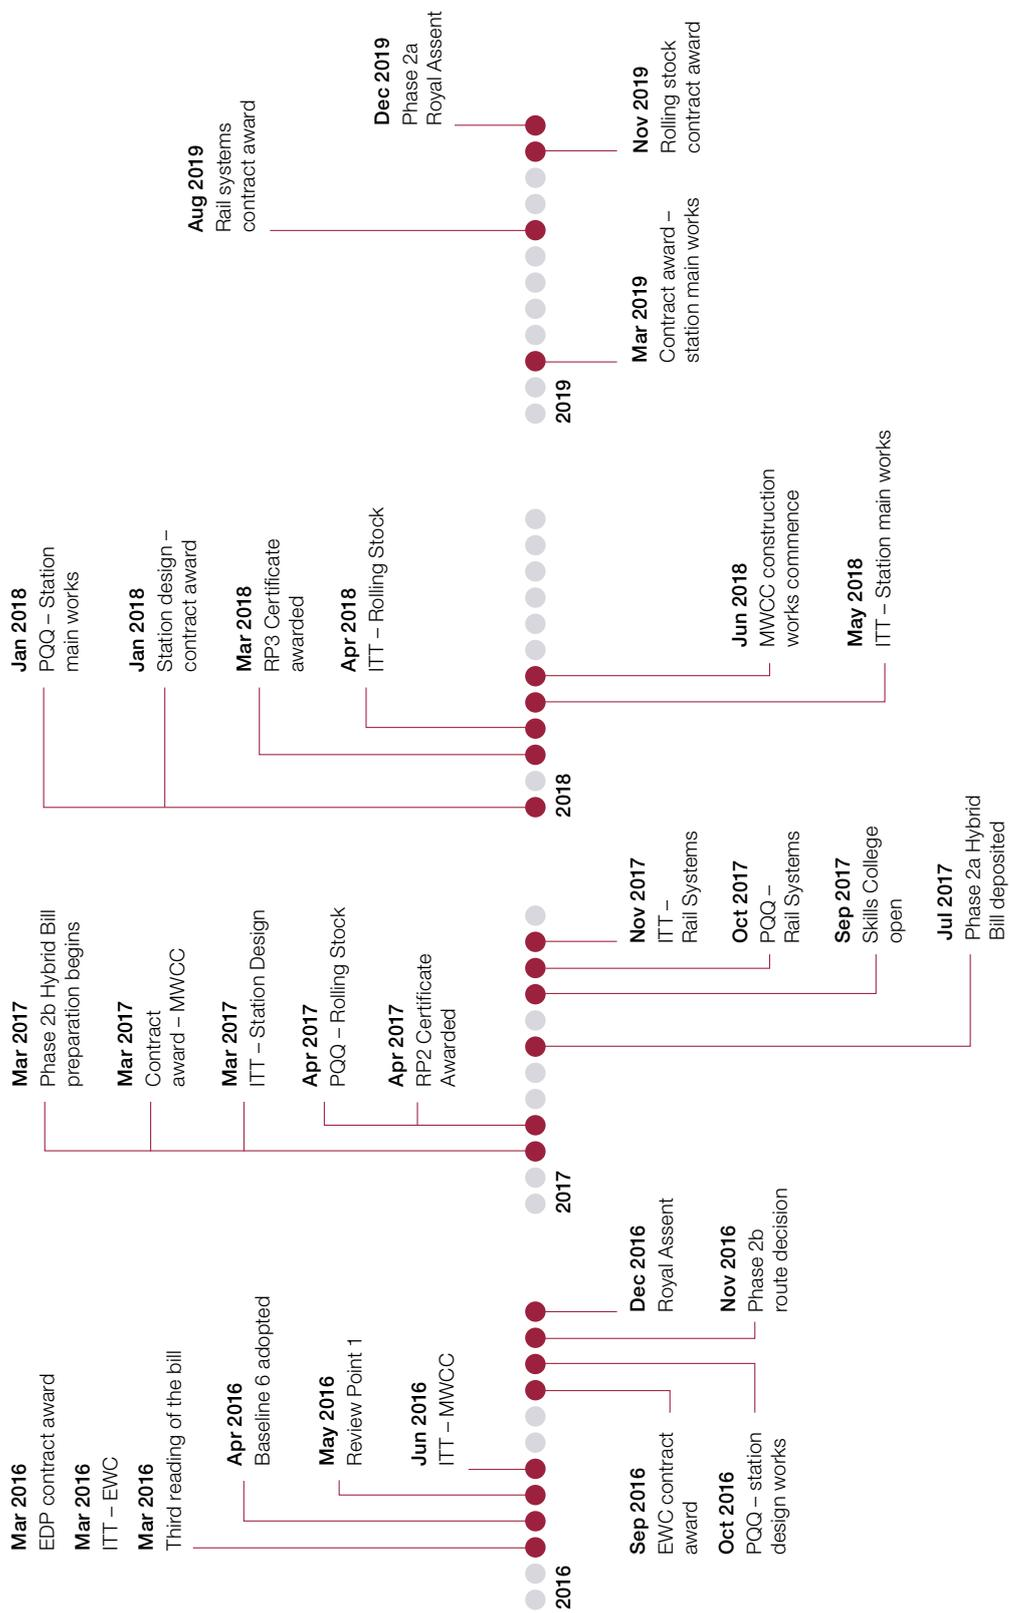 Mar 2016
EDP contract award
Mar 2016
ITT – EWC
Mar 2016
Third reading of the bill
Apr 2016
Baseline 6 adopted
May 2016
Review Point 1
Jun 2016
ITT – MWCC
2016
Sep 2016
EWC contract
award
Oct 2016
PQQ – station
design works
Dec 2016
Royal Assent
Nov 2016
Phase 2b
route decision
Mar 2017
Phase 2b Hybrid Bill
preparation begins
Mar 2017
Contract
award – MWCC
Mar 2017
ITT – Station Design
Apr 2017
PQQ – Rolling Stock
Apr 2017
RP2 Certificate
Awarded
2017
Nov 2017
ITT –
Rail Systems
Oct 2017
PQQ –
Rail Systems
Sep 2017
Skills College
open
Jul 2017
Phase 2a Hybrid
Bill deposited
Jan 2018
PQQ – Station
main works
Jan 2018
Station design –
contract award
Mar 2018
RP3 Certificate
awarded
Apr 2018
ITT – Rolling Stock
2018
Jun 2018
MWCC construction
works commence
May 2018
ITT – Station main works
Aug 2019
Rail systems
contract award
Dec 2019
Phase 2a
Royal Assent
2019
Mar 2019
Contract award –
station main works
Nov 2019
Rolling stock
contract award